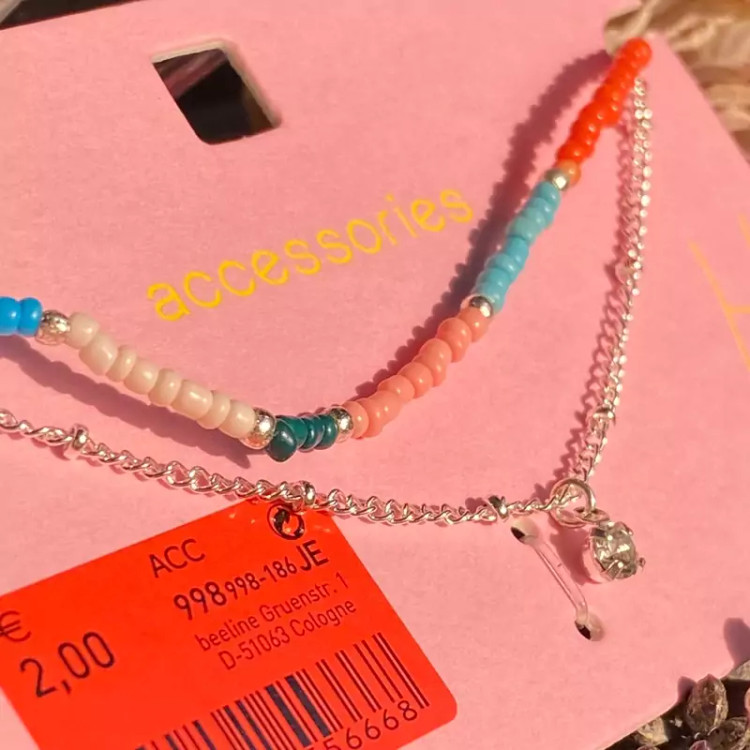 accessories
ACC
998998-186 JE
beeline Gruenstr. 1
D-51063 Cologne
€
2,00
56668